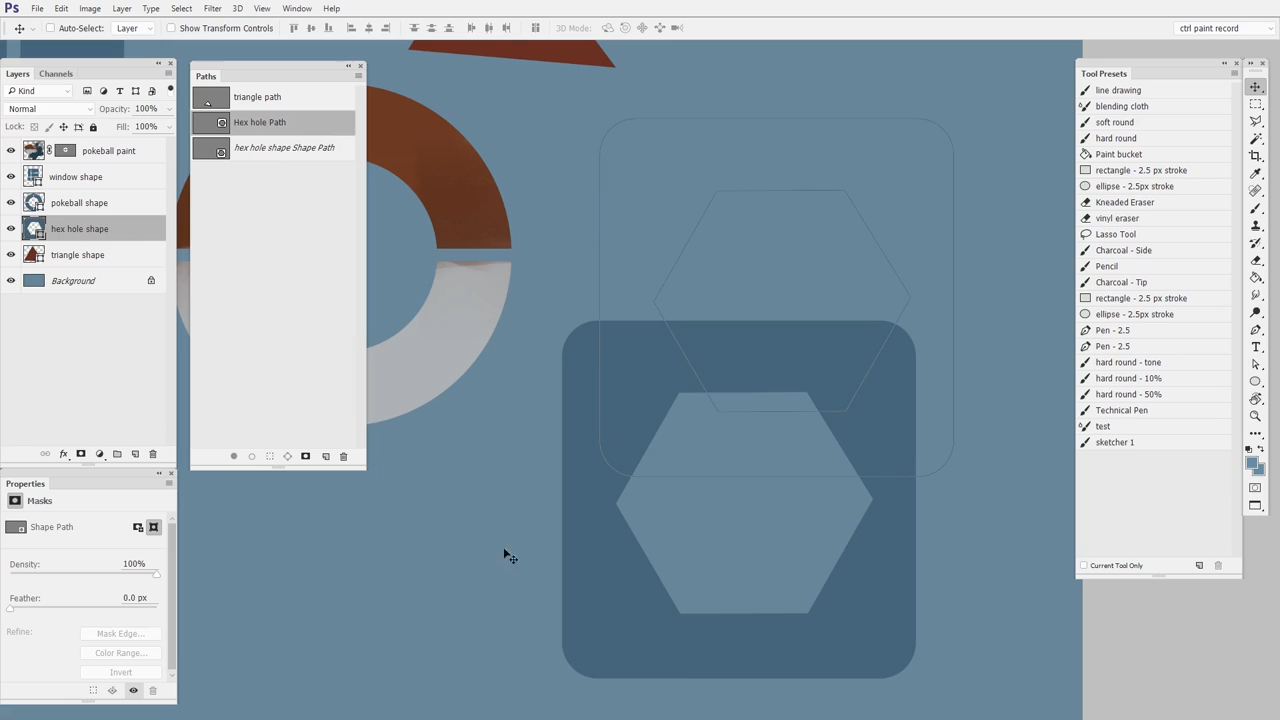 Ps File Edit Image Layer Type Select Filter 3D View Window Help
Auto-Select: Layer Show Transform Controls 3D Mode: ctrl paint record
Layers Channels
Kind
Normal Opacity: 100%
Lock: Fill: 100%
pokeball paint
window shape
pokeball shape
hex hole shape
triangle shape
Background
fx
Properties
Masks
Shape Path
Density: 100%
Feather: 0.0 px
Refine: Mask Edge...
Color Range...
Invert
Paths
triangle path
Hex hole Path
hex hole shape Shape Path
Tool Presets
line drawing
blending cloth
soft round
hard round
Paint bucket
rectangle - 2.5 px stroke
ellipse - 2.5px stroke
Kneaded Eraser
vinyl eraser
Lasso Tool
Charcoal - Side
Pencil
Charcoal - Tip
rectangle - 2.5 px stroke
ellipse - 2.5px stroke
Pen - 2.5
Pen - 2.5
hard round - tone
hard round - 10%
hard round - 50%
Technical Pen
test
sketcher 1
Current Tool Only